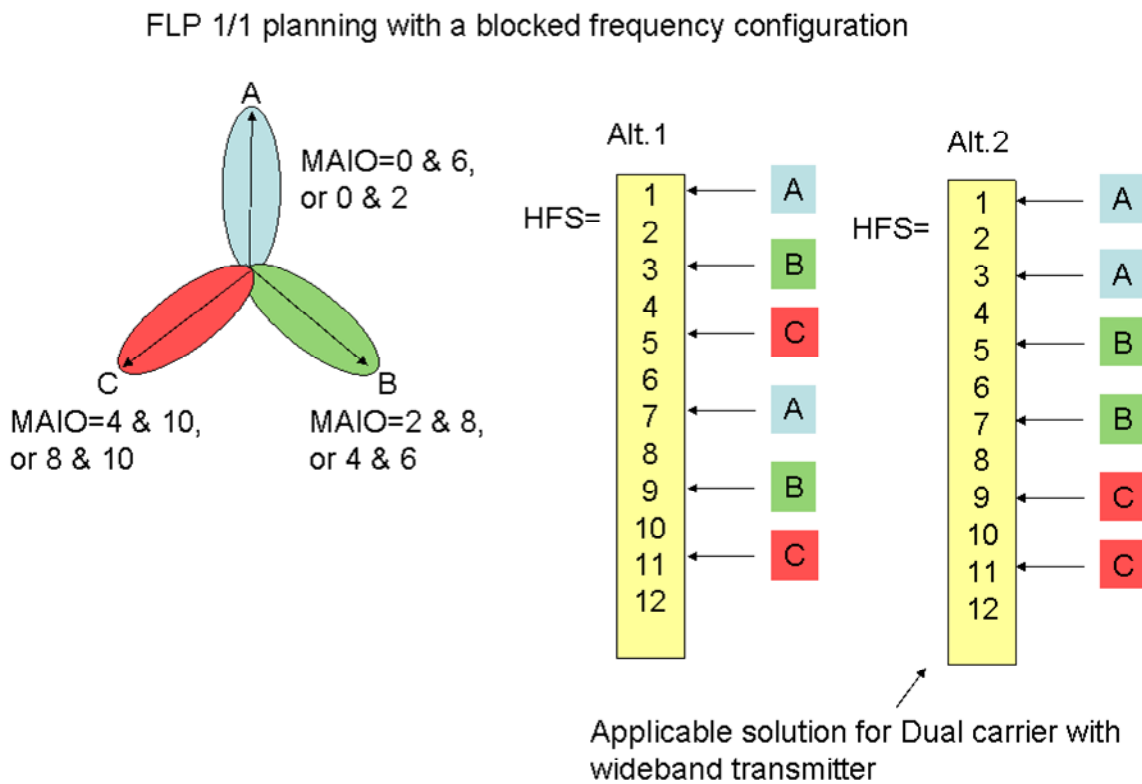 FLP 1/1 planning with a blocked frequency configuration
A
MAIO=0 & 6,
or 0 & 2
C
MAIO=4 & 10,
or 8 & 10
B
MAIO=2 & 8,
or 4 & 6
Alt.1
HFS=
1
2
3
4
5
6
7
8
9
10
11
12
A
B
C
A
B
C
Alt.2
HFS=
1
2
3
4
5
6
7
8
9
10
11
12
A
A
B
B
C
C
Applicable solution for Dual carrier with
wideband transmitter